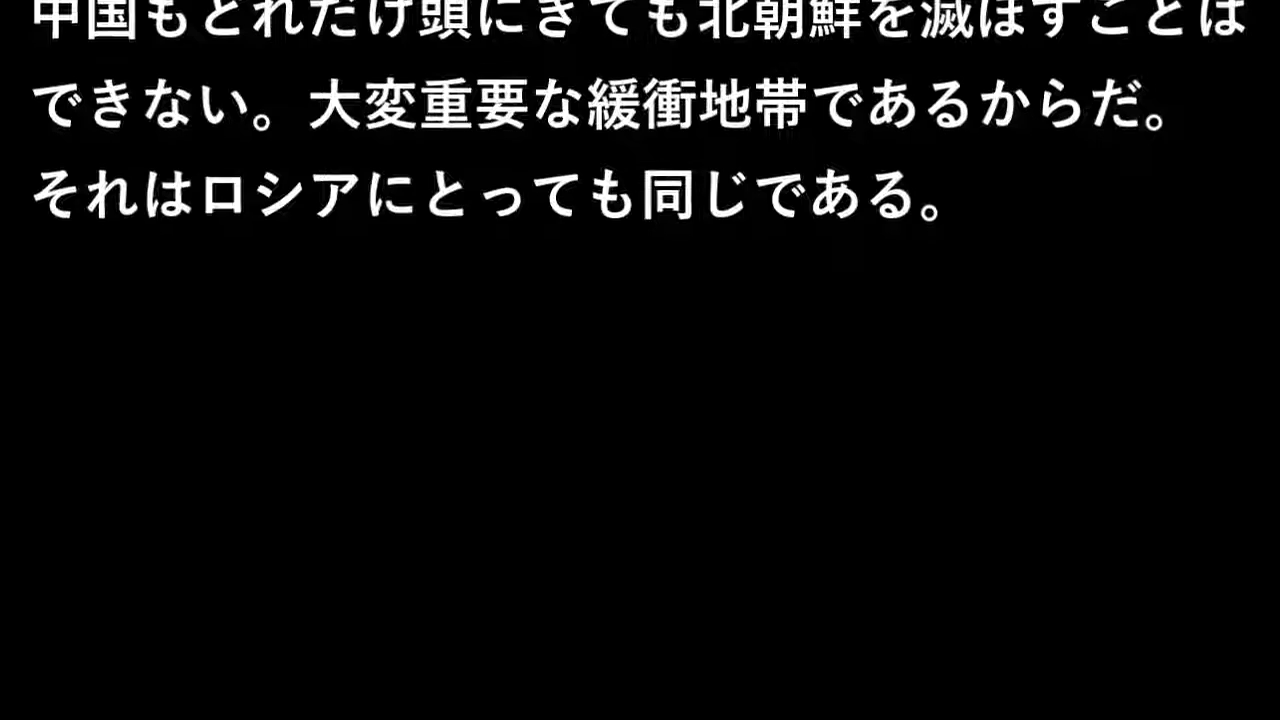 中国もどれだけ頭にきても北朝鮮を滅ぼすことは
できない。大変重要な緩衝地帯であるからだ。
それはロシアにとっても同じである。